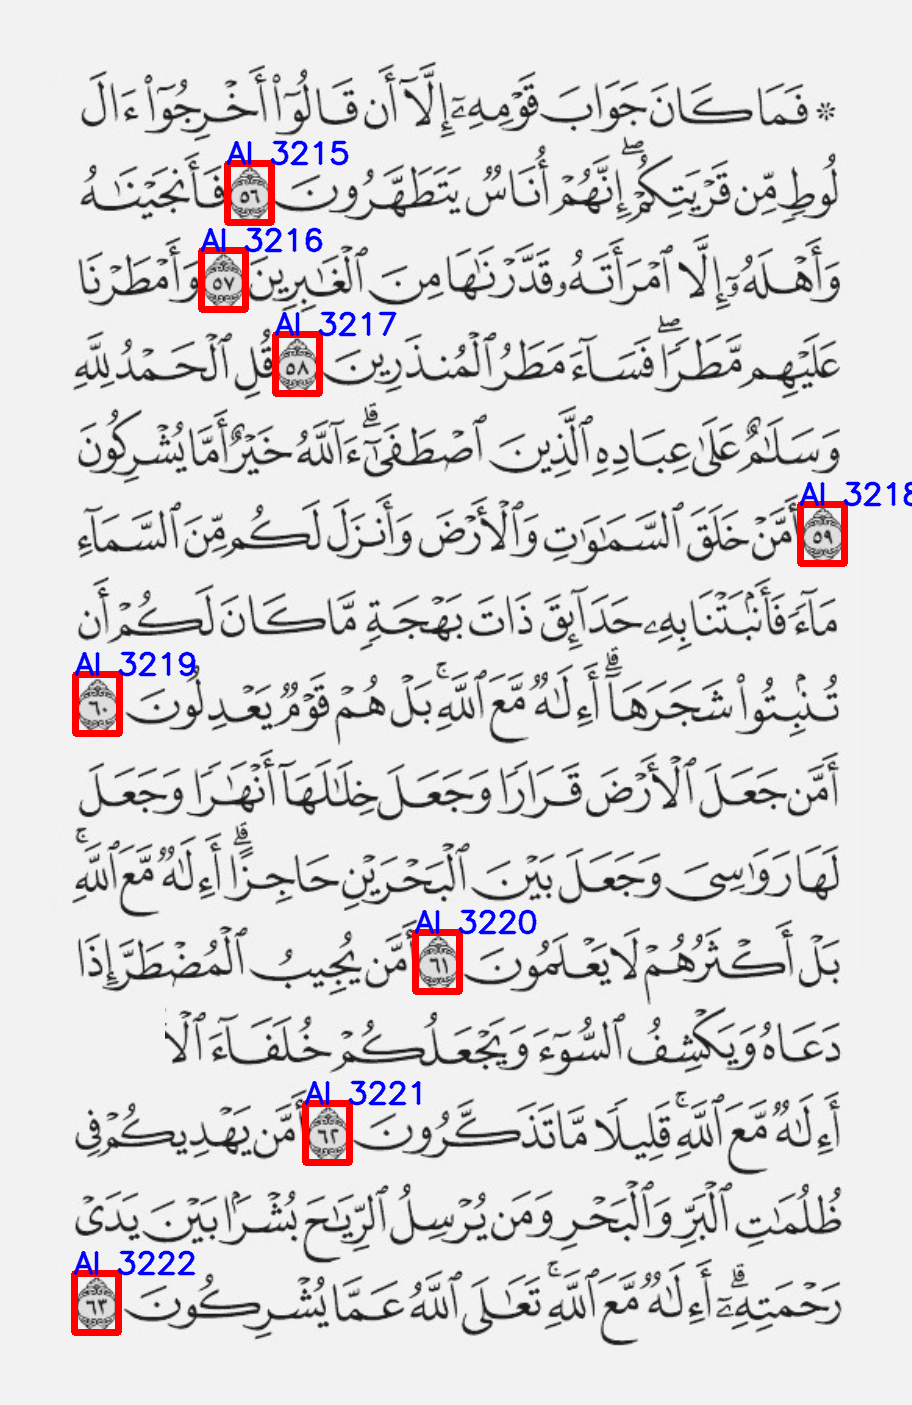 ۞ فَمَا كَانَ جَوَابَ قَوْمِهِۦٓ إِلَّآ أَن قَالُوٓا۟ أَخْرِجُوٓا۟ ءَالَ
AI_3215
لُوطٍ مِّن قَرْيَتِكُمْ ۖ إِنَّهُمْ أُنَاسٌ يَتَطَهَّرُونَ ٥٦ فَأَنجَيْنَـٰهُ
AI_3216
وَأَهْلَهُۥٓ إِلَّا ٱمْرَأَتَهُۥ قَدَّرْنَـٰهَا مِنَ ٱلْغَـٰبِرِينَ ٥٧ وَأَمْطَرْنَا
AI_3217
عَلَيْهِم مَّطَرًا ۖ فَسَآءَ مَطَرُ ٱلْمُنذَرِينَ ٥٨ قُلِ ٱلْحَمْدُ لِلَّهِ
وَسَلَـٰمٌ عَلَىٰ عِبَادِهِ ٱلَّذِينَ ٱصْطَفَىٰٓ ۗ ءَآللَّهُ خَيْرٌ أَمَّا يُشْرِكُونَ
AI_3218
٥٩ أَمَّنْ خَلَقَ ٱلسَّمَـٰوَٰتِ وَٱلْأَرْضَ وَأَنزَلَ لَكُم مِّنَ ٱلسَّمَآءِ
مَآءً فَأَنۢبَتْنَا بِهِۦ حَدَآئِقَ ذَاتَ بَهْجَةٍ مَّا كَانَ لَكُمْ أَن
AI_3219
تُنۢبِتُوا۟ شَجَرَهَآ ۗ أَءِلَـٰهٌ مَّعَ ٱللَّهِ ۚ بَلْ هُمْ قَوْمٌ يَعْدِلُونَ ٦٠
أَمَّن جَعَلَ ٱلْأَرْضَ قَرَارًا وَجَعَلَ خِلَـٰلَهَآ أَنْهَـٰرًا وَجَعَلَ
لَهَا رَوَٰسِىَ وَجَعَلَ بَيْنَ ٱلْبَحْرَيْنِ حَاجِزًا ۗ أَءِلَـٰهٌ مَّعَ ٱللَّهِ ۚ
AI_3220
بَلْ أَكْثَرُهُمْ لَا يَعْلَمُونَ ٦١ أَمَّن يُجِيبُ ٱلْمُضْطَرَّ إِذَا
دَعَاهُ وَيَكْشِفُ ٱلسُّوٓءَ وَيَجْعَلُكُمْ خُلَفَآءَ ٱلْأ
AI_3221
أَءِلَـٰهٌ مَّعَ ٱللَّهِ ۚ قَلِيلًا مَّا تَذَكَّرُونَ ٦٢ أَمَّن يَهْدِيكُمْ فِى
ظُلُمَـٰتِ ٱلْبَرِّ وَٱلْبَحْرِ وَمَن يُرْسِلُ ٱلرِّيَـٰحَ بُشْرًۢا بَيْنَ يَدَىْ
AI_3222
رَحْمَتِهِۦٓ ۗ أَءِلَـٰهٌ مَّعَ ٱللَّهِ ۚ تَعَـٰلَى ٱللَّهُ عَمَّا يُشْرِكُونَ ٦٣